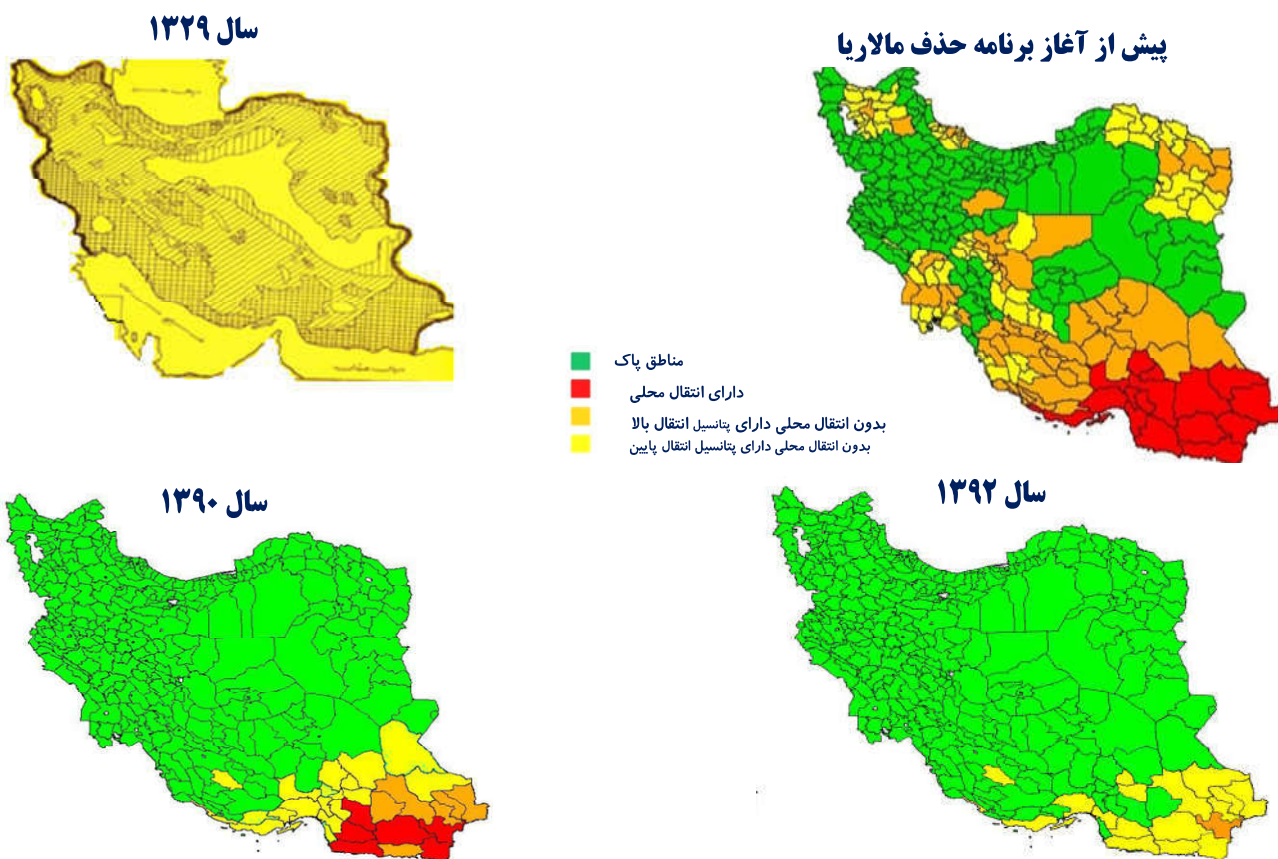 سال ۱۳۲۹
پیش از آغاز برنامه حذف مالاریا
مناطق پاک
دارای انتقال محلی
بدون انتقال محلی دارای پتانسیل انتقال بالا
بدون انتقال محلی دارای پتانسیل انتقال پایین
سال ۱۳۹۰
سال ۱۳۹۲